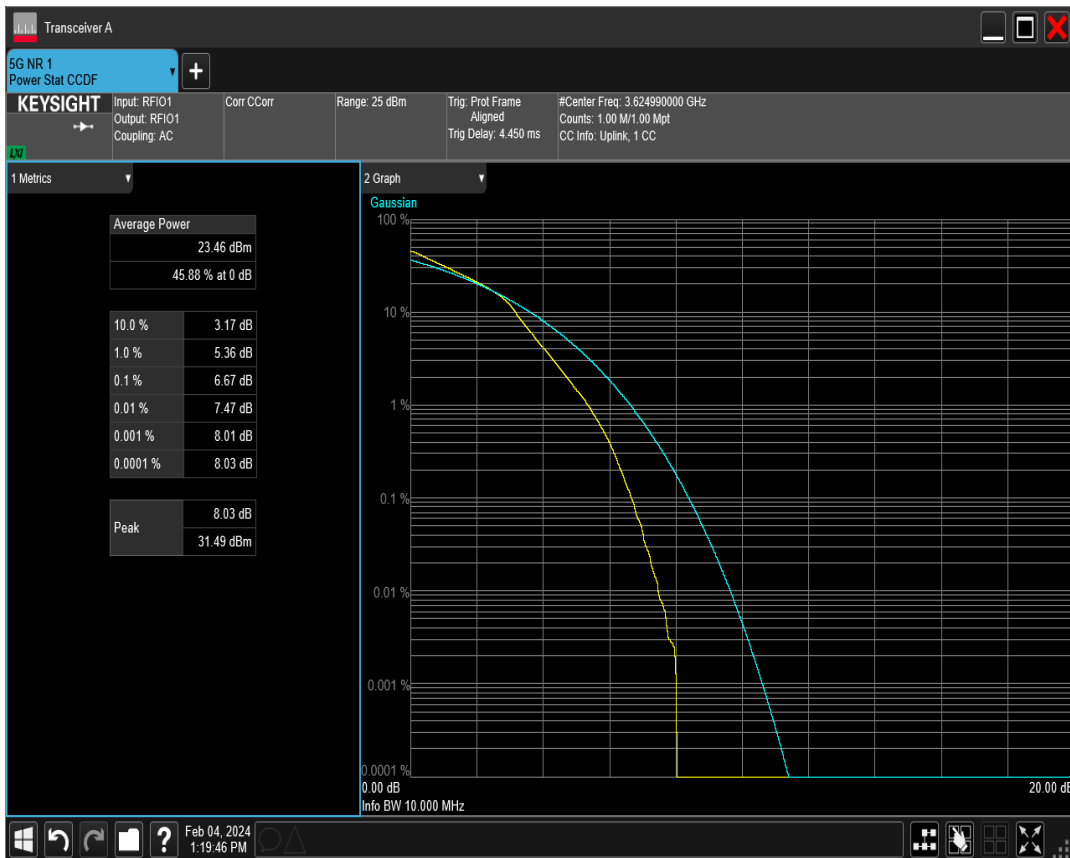 Transceiver A
5G NR 1
Power Stat CCDF
KEYSIGHT
LXI
Input: RFIO1
Output: RFIO1
Coupling: AC
Corr CCorr
Range: 25 dBm
Trig: Prot Frame
Aligned
Trig Delay: 4.450 ms
#Center Freq: 3.624990000 GHz
Counts: 1.00 M/1.00 Mpt
CC Info: Uplink, 1 CC
1 Metrics
Average Power
23.46 dBm
45.88 % at 0 dB
10.0 % 3.17 dB
1.0 % 5.36 dB
0.1 % 6.67 dB
0.01 % 7.47 dB
0.001 % 8.01 dB
0.0001 % 8.03 dB
Peak
8.03 dB
31.49 dBm
2 Graph
Gaussian
100 %
10 %
1 %
0.1 %
0.01 %
0.001 %
0.0001 %
0.00 dB
20.00 dB
Info BW 10.000 MHz
Feb 04, 2024
1:19:46 PM